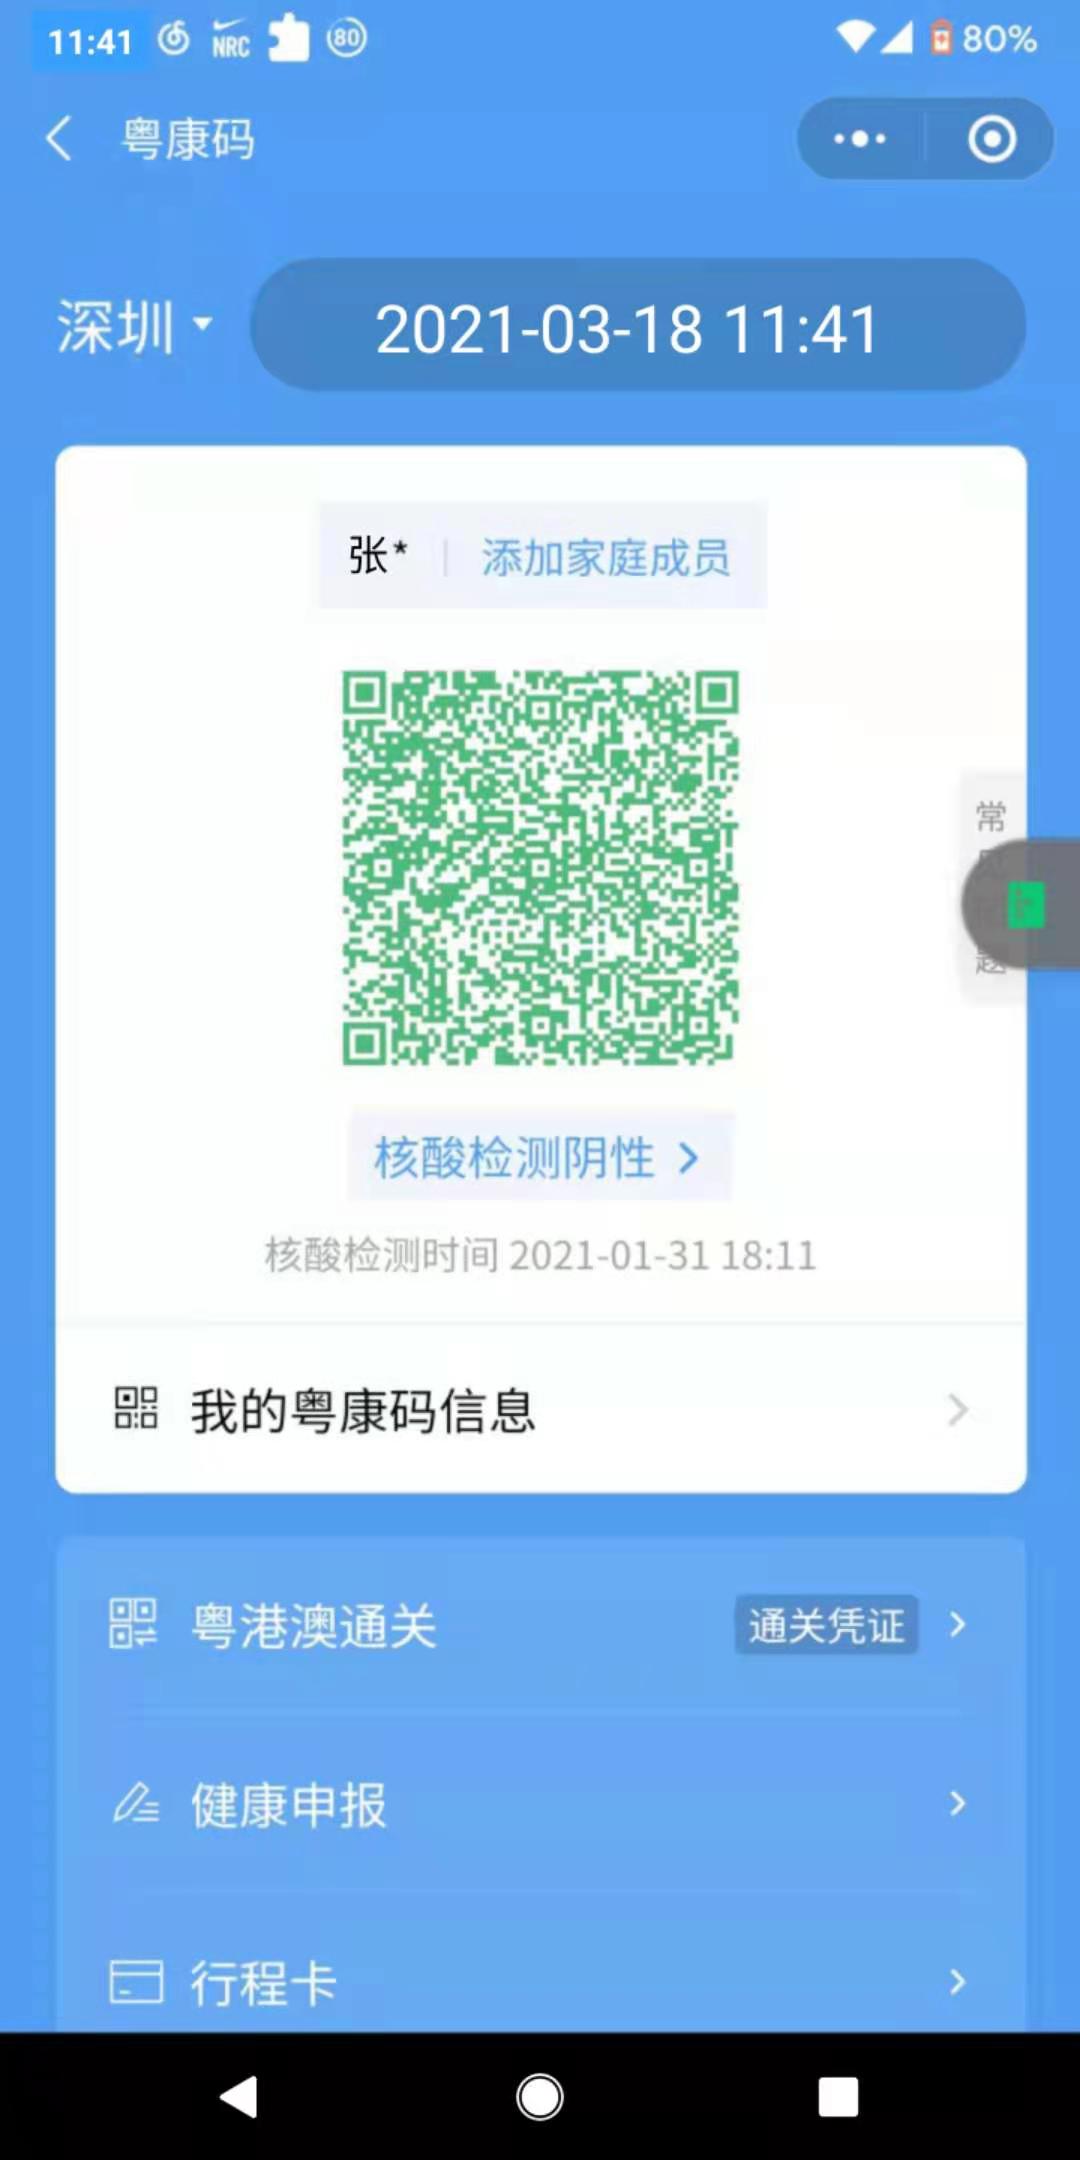 11:41 NRC 80 80%
粤康码
深圳 2021-03-18 11:41
张* 添加家庭成员
常
题
核酸检测阴性
核酸检测时间 2021-01-31 18:11
我的粤康码信息
粤港澳通关 通关凭证
健康申报
行程卡